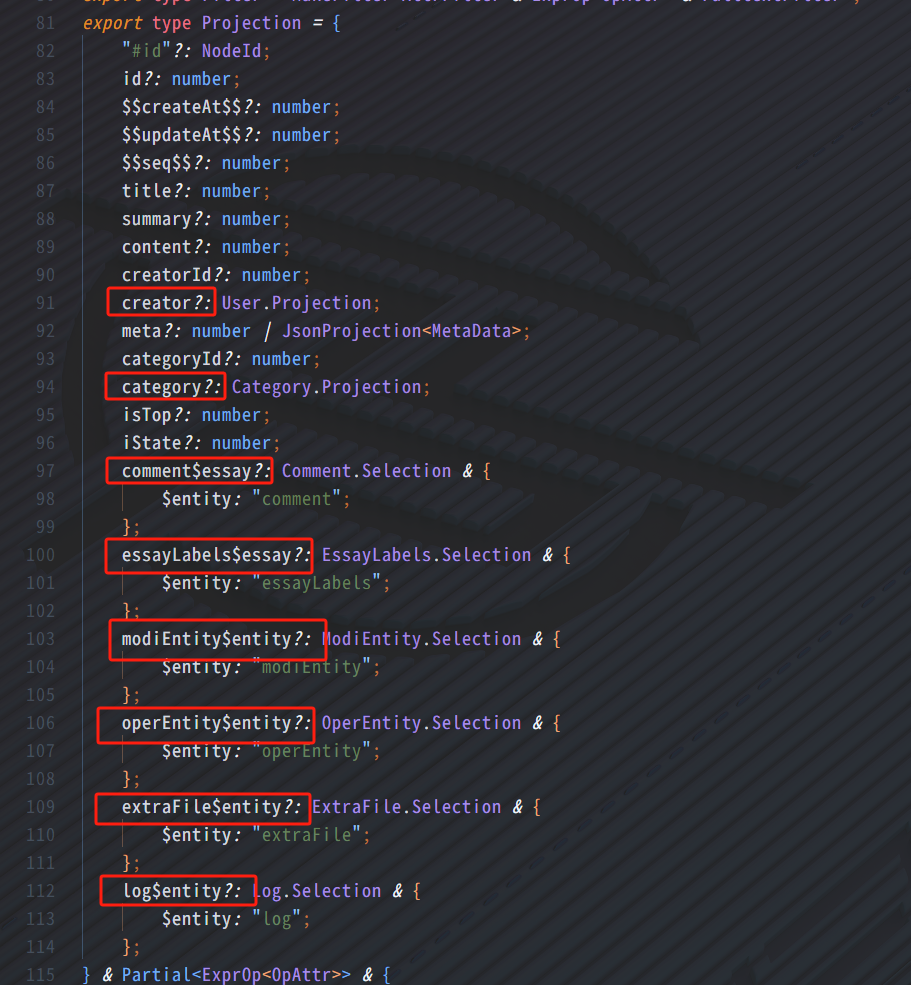 81 export type Projection = {
82 "#id"?: NodeId;
83 id?: number;
84 $$createAt$$?: number;
85 $$updateAt$$?: number;
86 $$seq$$?: number;
87 title?: number;
88 summary?: number;
89 content?: number;
90 creatorId?: number;
91 creator?: User.Projection;
92 meta?: number | JsonProjection<MetaData>;
93 categoryId?: number;
94 category?: Category.Projection;
95 isTop?: number;
96 iState?: number;
97 comment$essay?: Comment.Selection & {
98 $entity: "comment";
99 };
100 essayLabels$essay?: EssayLabels.Selection & {
101 $entity: "essayLabels";
102 };
103 modiEntity$entity?: ModiEntity.Selection & {
104 $entity: "modiEntity";
105 };
106 operEntity$entity?: OperEntity.Selection & {
107 $entity: "operEntity";
108 };
109 extraFile$entity?: ExtraFile.Selection & {
110 $entity: "extraFile";
111 };
112 log$entity?: Log.Selection & {
113 $entity: "log";
114 };
115 } & Partial<ExprOp<OpAttr>> & {